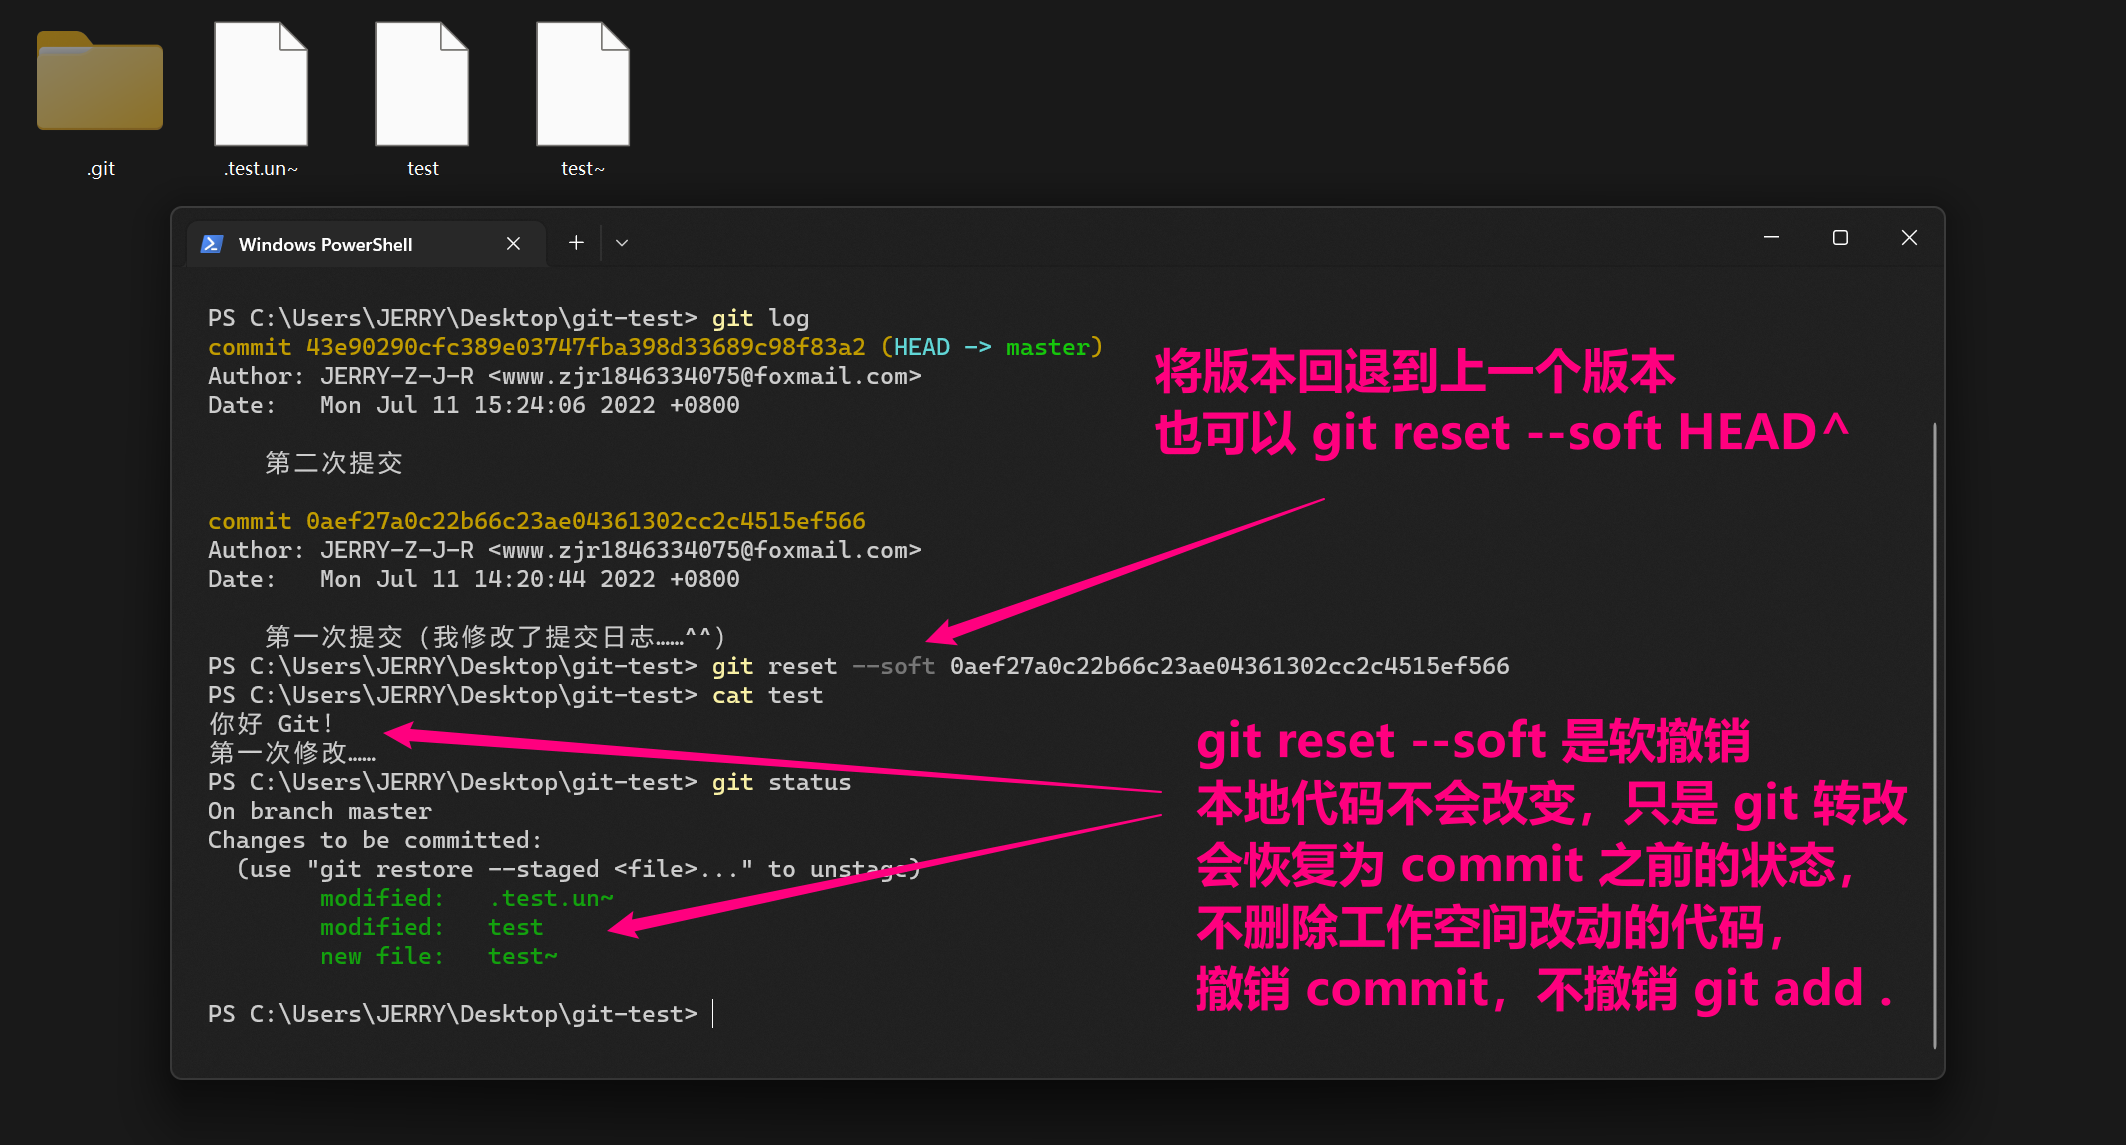 .git
.test.un~
test
test~
Windows PowerShell
PS C:\Users\JERRY\Desktop\git-test> git log
commit 43e90290cfc389e03747fba398d33689c98f83a2 (HEAD -> master)
Author: JERRY-Z-J-R <www.zjr1846334075@foxmail.com>
Date:   Mon Jul 11 15:24:06 2022 +0800
第二次提交
commit 0aef27a0c22b66c23ae04361302cc2c4515ef566
Author: JERRY-Z-J-R <www.zjr1846334075@foxmail.com>
Date:   Mon Jul 11 14:20:44 2022 +0800
第一次提交（我修改了提交日志……^^）
PS C:\Users\JERRY\Desktop\git-test> git reset --soft 0aef27a0c22b66c23ae04361302cc2c4515ef566
PS C:\Users\JERRY\Desktop\git-test> cat test
你好 Git！
第一次修改……
PS C:\Users\JERRY\Desktop\git-test> git status
On branch master
Changes to be committed:
  (use "git restore --staged <file>..." to unstage)
modified:   .test.un~
modified:   test
new file:   test~
PS C:\Users\JERRY\Desktop\git-test>
将版本回退到上一个版本
也可以 git reset --soft HEAD^
git reset --soft 是软撤销
本地代码不会改变，只是 git 转改
会恢复为 commit 之前的状态，
不删除工作空间改动的代码，
撤销 commit，不撤销 git add .